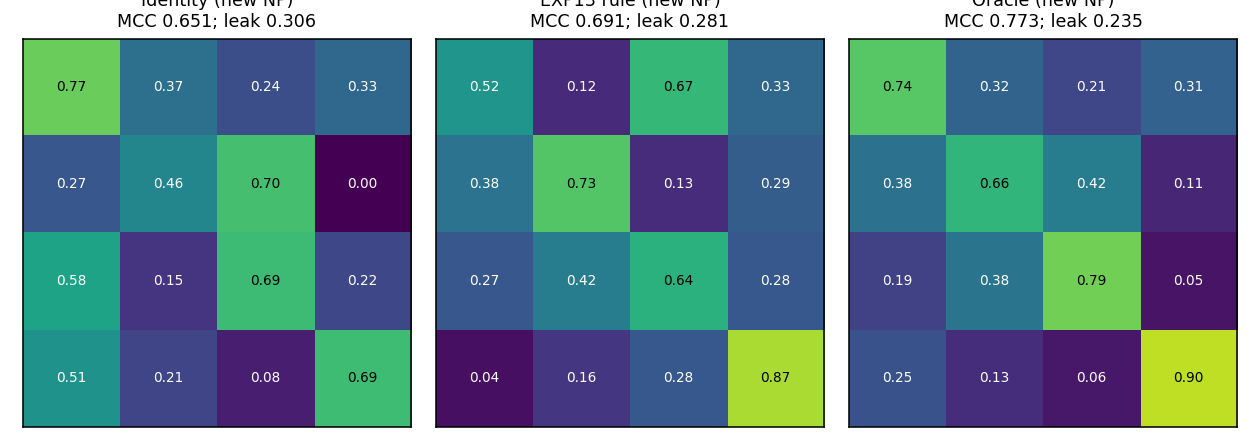 Identity (new NP)
MCC 0.651; leak 0.306
EXP13 rule (new NP)
MCC 0.691; leak 0.281
Oracle (new NP)
MCC 0.773; leak 0.235
0.77 0.37 0.24 0.33
0.27 0.46 0.70 0.00
0.58 0.15 0.69 0.22
0.51 0.21 0.08 0.69
0.52 0.12 0.67 0.33
0.38 0.73 0.13 0.29
0.27 0.42 0.64 0.28
0.04 0.16 0.28 0.87
0.74 0.32 0.21 0.31
0.38 0.66 0.42 0.11
0.19 0.38 0.79 0.05
0.25 0.13 0.06 0.90